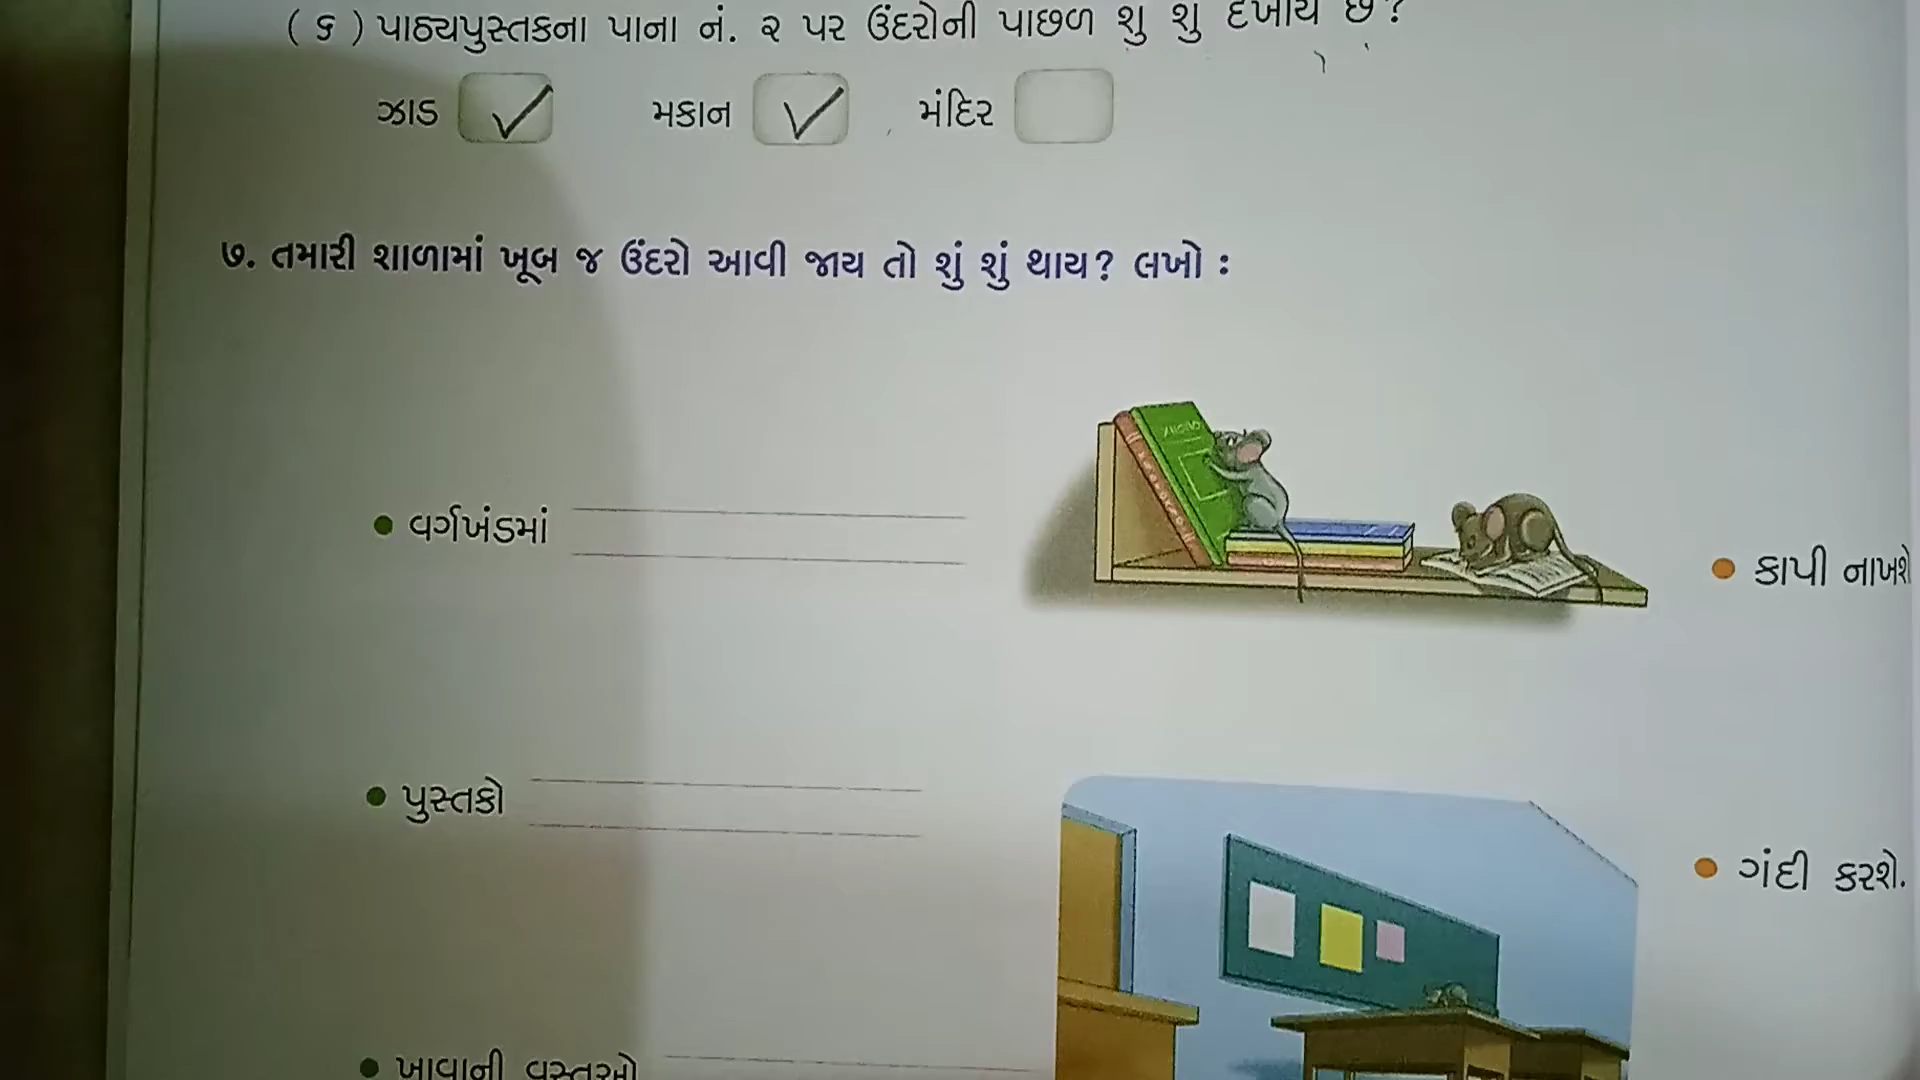 ( ૬ ) પાઠ્યપુસ્તકના પાના નં. ૨ પર ઉંદરોની પાછળ શું શું દેખાય છે ?
ઝાડ મકાન મંદિર
૭. તમારી શાળામાં ખૂબ જ ઉંદરો આવી જાય તો શું શું થાય? લખો :
• વર્ગખંડમાં
• કાપી નાખશે
• પુસ્તકો
• ગંદી કરશે.
• ખાવાની વસ્તુઓ